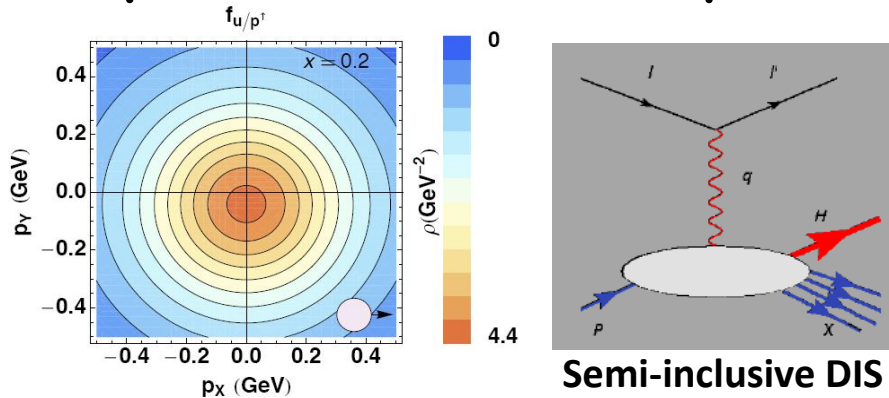 f_{u/p↑}
x = 0.2
0.4
0.2
0.0
−0.2
−0.4
p_Y (GeV)
−0.4 −0.2 0.0 0.2 0.4
p_X (GeV)
0
ρ(GeV⁻²)
4.4
l
l'
q
H
P
X
Semi-inclusive DIS